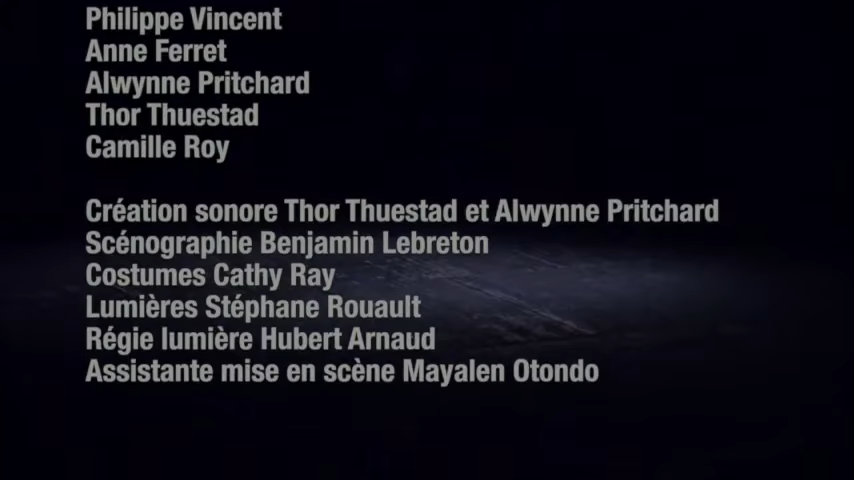 Philippe Vincent
Anne Ferret
Alwynne Pritchard
Thor Thuestad
Camille Roy
Création sonore Thor Thuestad et Alwynne Pritchard
Scénographie Benjamin Lebreton
Costumes Cathy Ray
Lumières Stéphane Rouault
Régie lumière Hubert Arnaud
Assistante mise en scène Mayalen Otondo